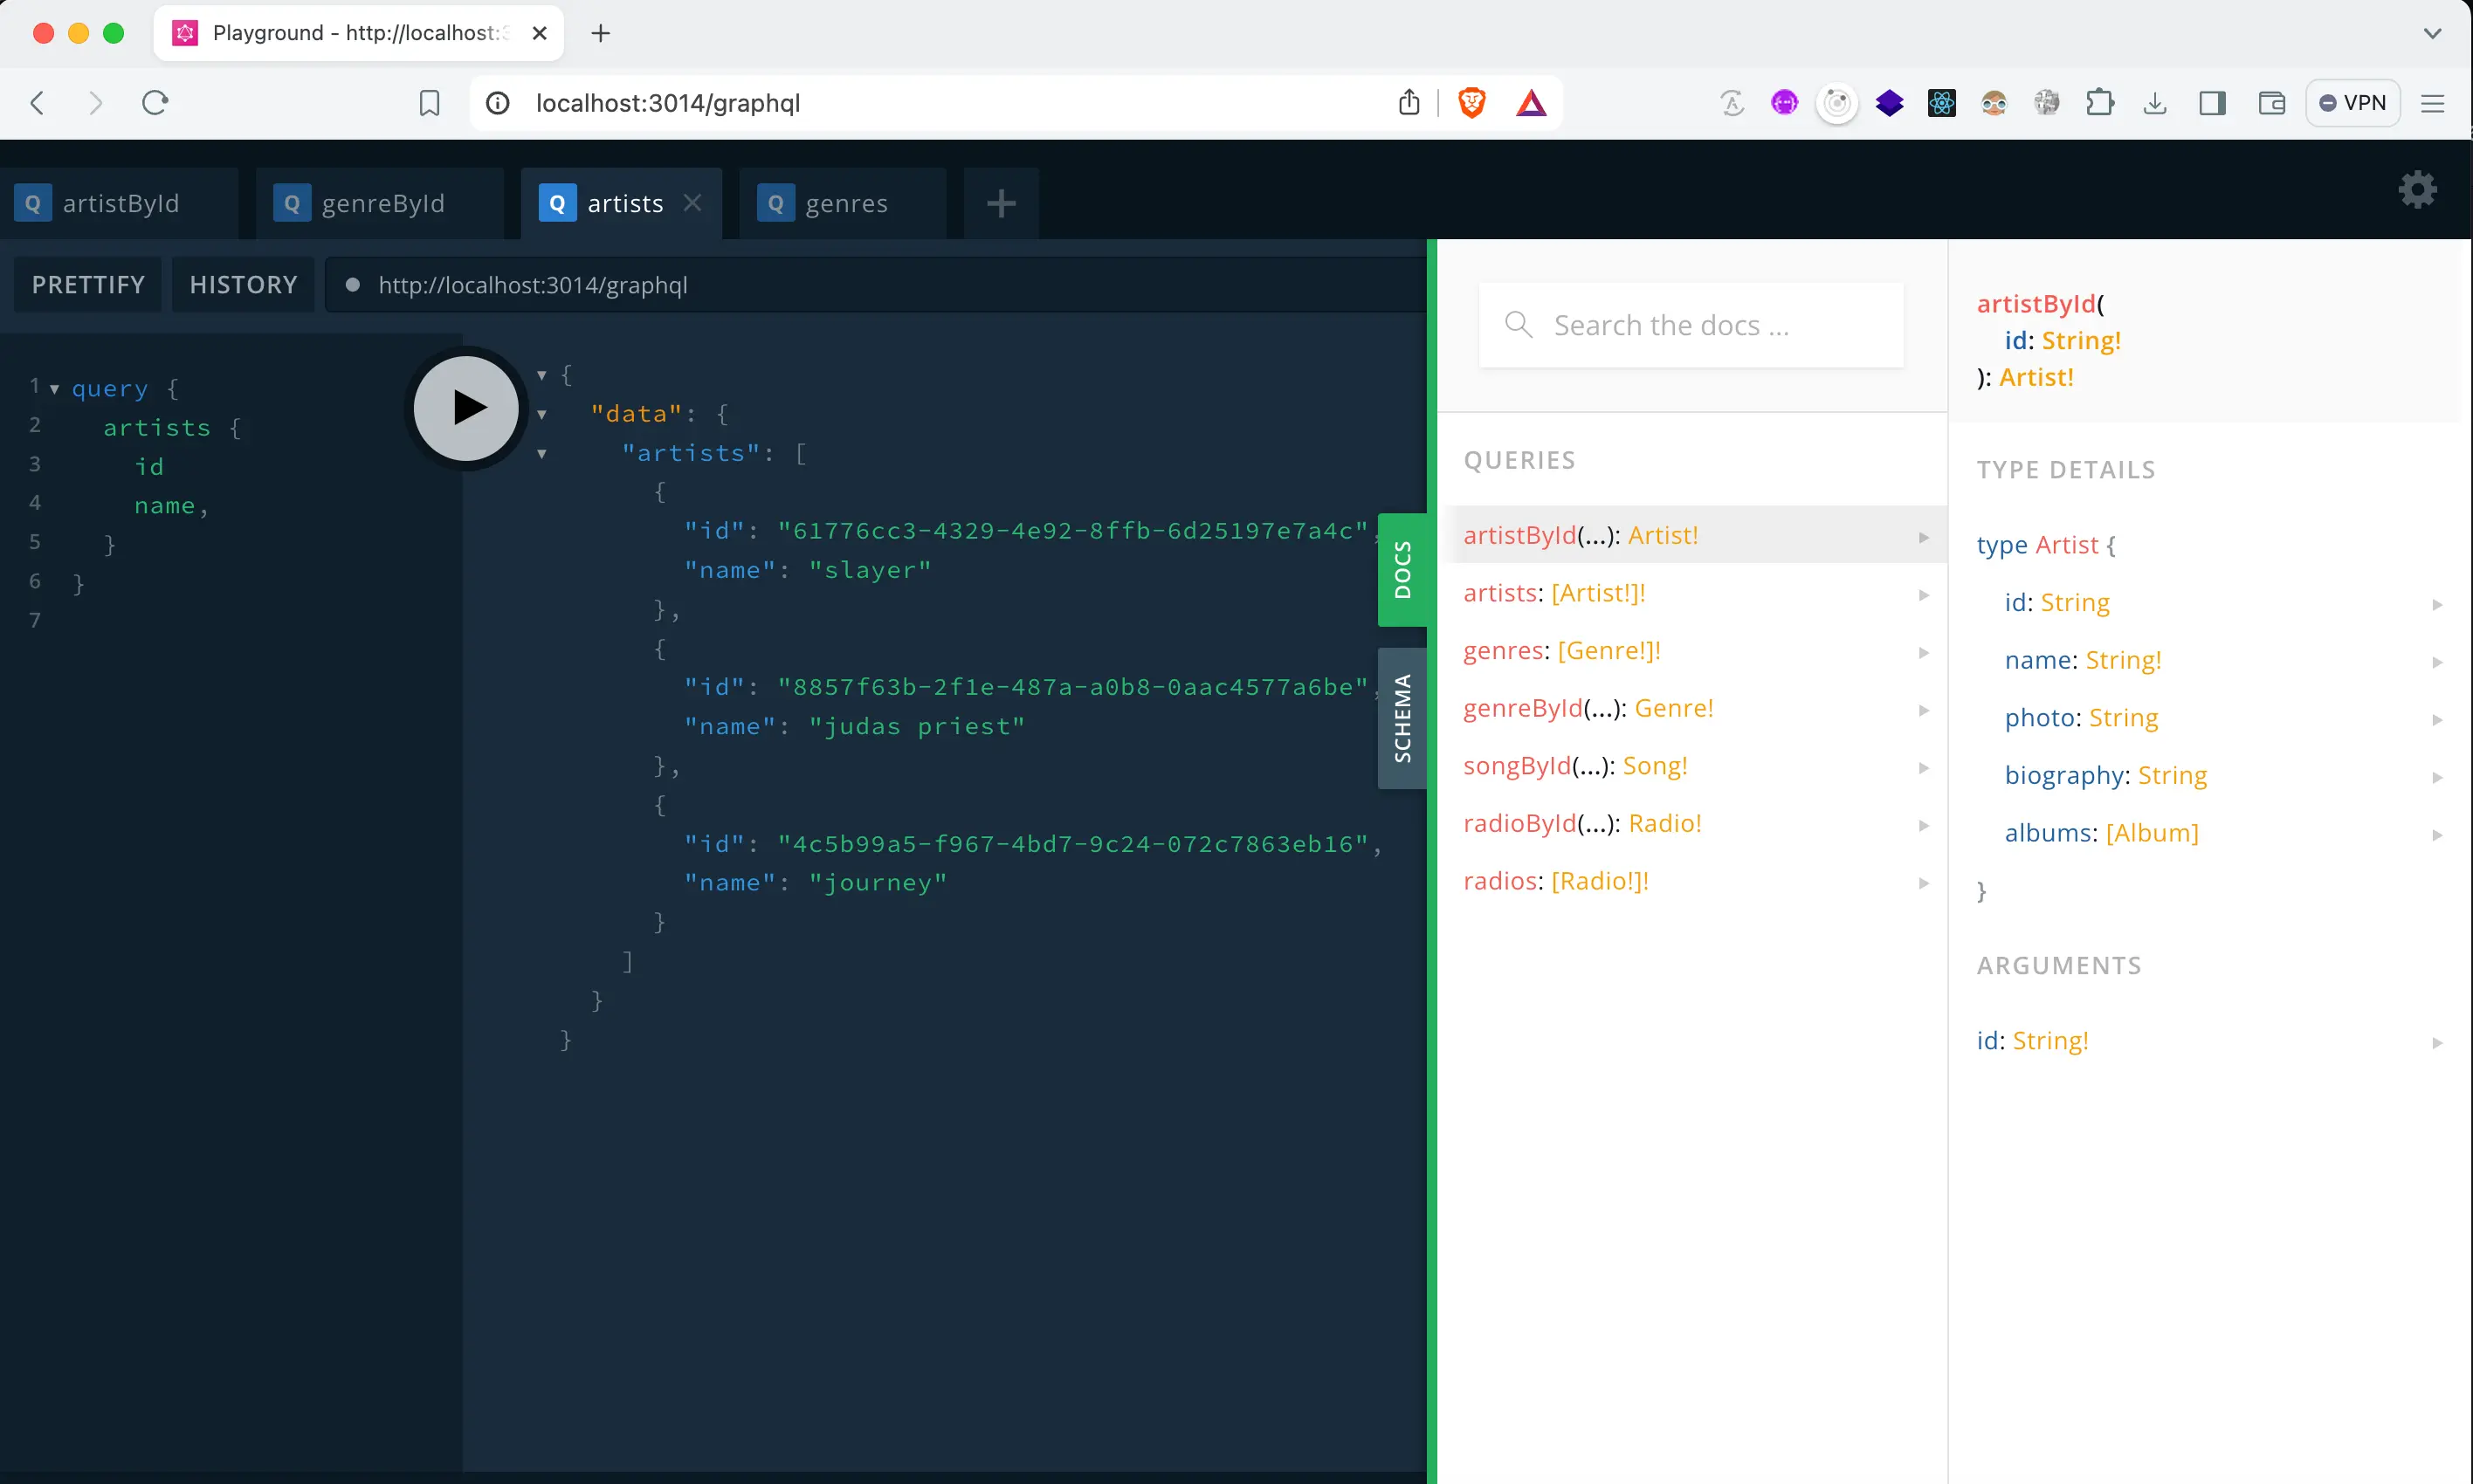 Playground - http://localhost:3
localhost:3014/graphql
VPN
Q artistById
Q genreById
Q artists
Q genres
PRETTIFY
HISTORY
http://localhost:3014/graphql
1 query {
2 artists {
3 id
4 name,
5 }
6 }
7
{
"data": {
"artists": [
{
"id": "61776cc3-4329-4e92-8ffb-6d25197e7a4c",
"name": "slayer"
},
{
"id": "8857f63b-2f1e-487a-a0b8-0aac4577a6be",
"name": "judas priest"
},
{
"id": "4c5b99a5-f967-4bd7-9c24-072c7863eb16",
"name": "journey"
}
]
}
}
DOCS
SCHEMA
Search the docs ...
QUERIES
artistById(...): Artist!
artists: [Artist!]!
genres: [Genre!]!
genreById(...): Genre!
songById(...): Song!
radioById(...): Radio!
radios: [Radio!]!
artistById(
id: String!
): Artist!
TYPE DETAILS
type Artist {
id: String
name: String!
photo: String
biography: String
albums: [Album]
}
ARGUMENTS
id: String!